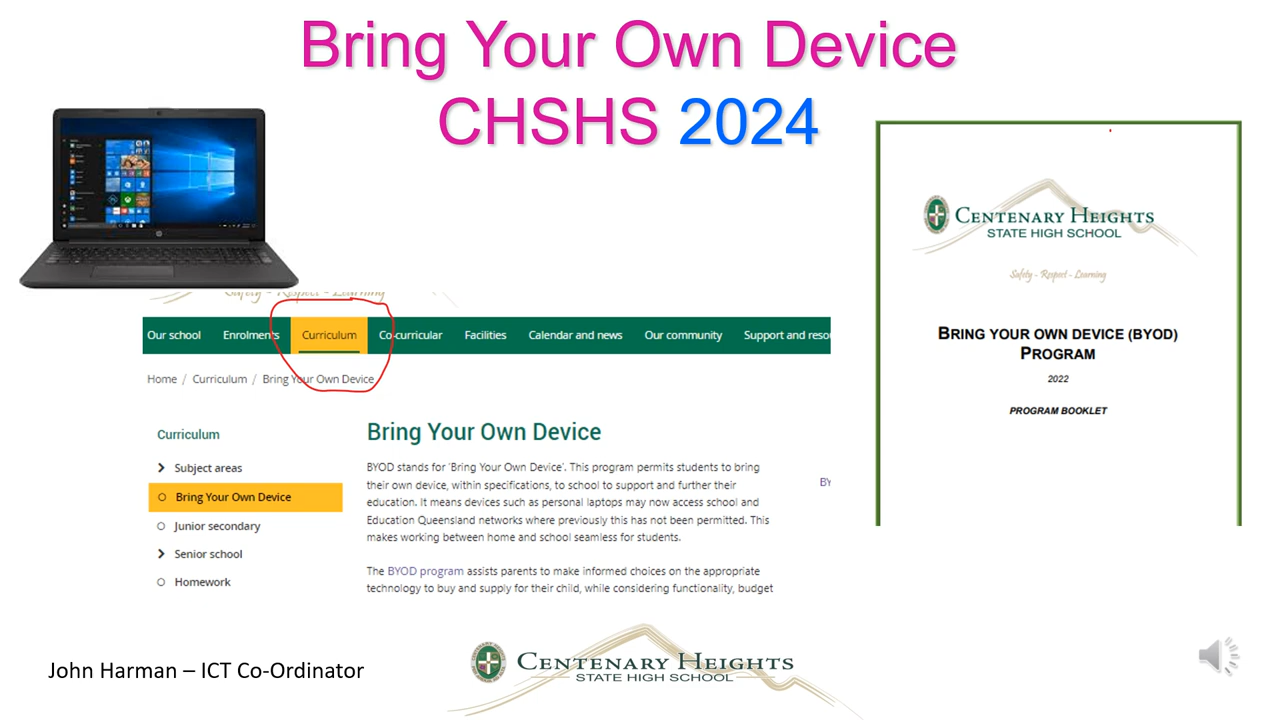 Bring Your Own Device
CHSHS 2024
CENTENARY HEIGHTS
STATE HIGH SCHOOL
Safety - Respect - Learning
BRING YOUR OWN DEVICE (BYOD)
PROGRAM
2022
PROGRAM BOOKLET
Safety - Respect - Learning
Our school Enrolments Curriculum Co-curricular Facilities Calendar and news Our community Support and reso
Home / Curriculum / Bring Your Own Device
Curriculum
Subject areas
Bring Your Own Device
Junior secondary
Senior school
Homework
Bring Your Own Device
BYOD stands for 'Bring Your Own Device'. This program permits students to bring
their own device, within specifications, to school to support and further their
education. It means devices such as personal laptops may now access school and
Education Queensland networks where previously this has not been permitted. This
makes working between home and school seamless for students.
The BYOD program assists parents to make informed choices on the appropriate
technology to buy and supply for their child, while considering functionality, budget
BY
John Harman – ICT Co-Ordinator
CENTENARY HEIGHTS
STATE HIGH SCHOOL